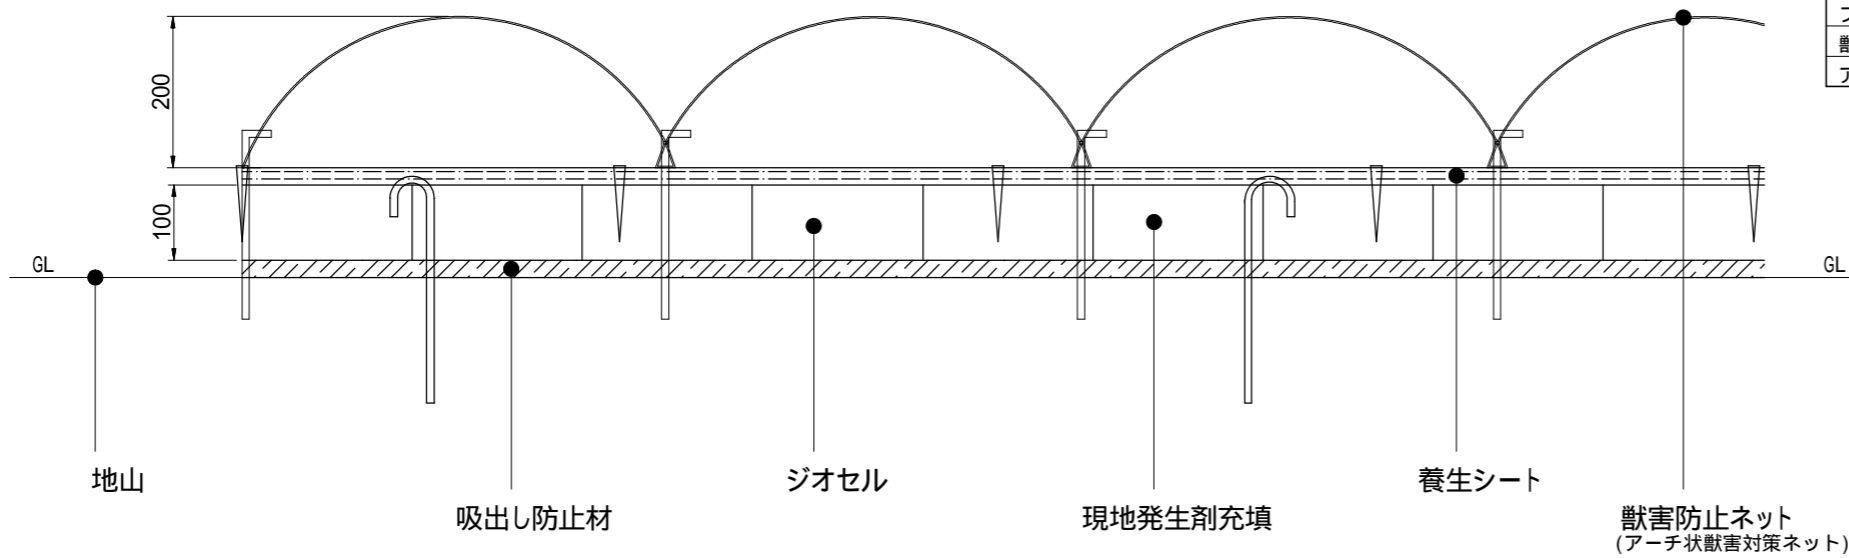 200
100
GL
GL
地山
ジオセル
養生シート
吸出し防止材
現地発生剤充填
獣害防止ネット
(アーチ状獣害対策ネット)